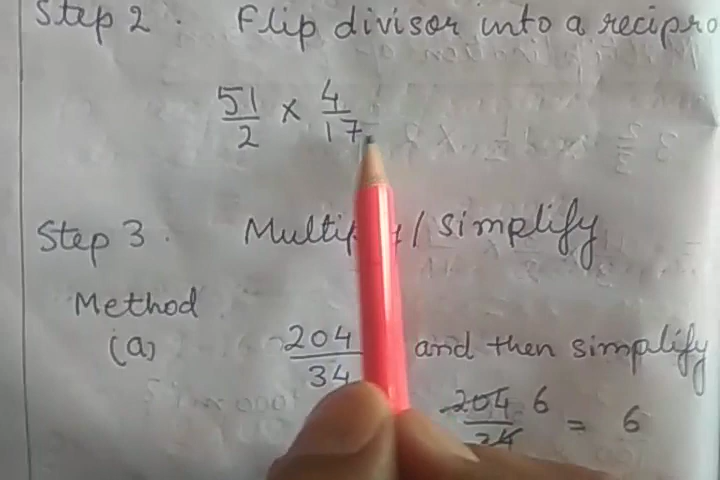 Step 2. Flip divisor into a recipro
51/2 × 4/17
Step 3. Multiply/simplify
Method
(a) 204/34 and then simplify
204/34 6 = 6